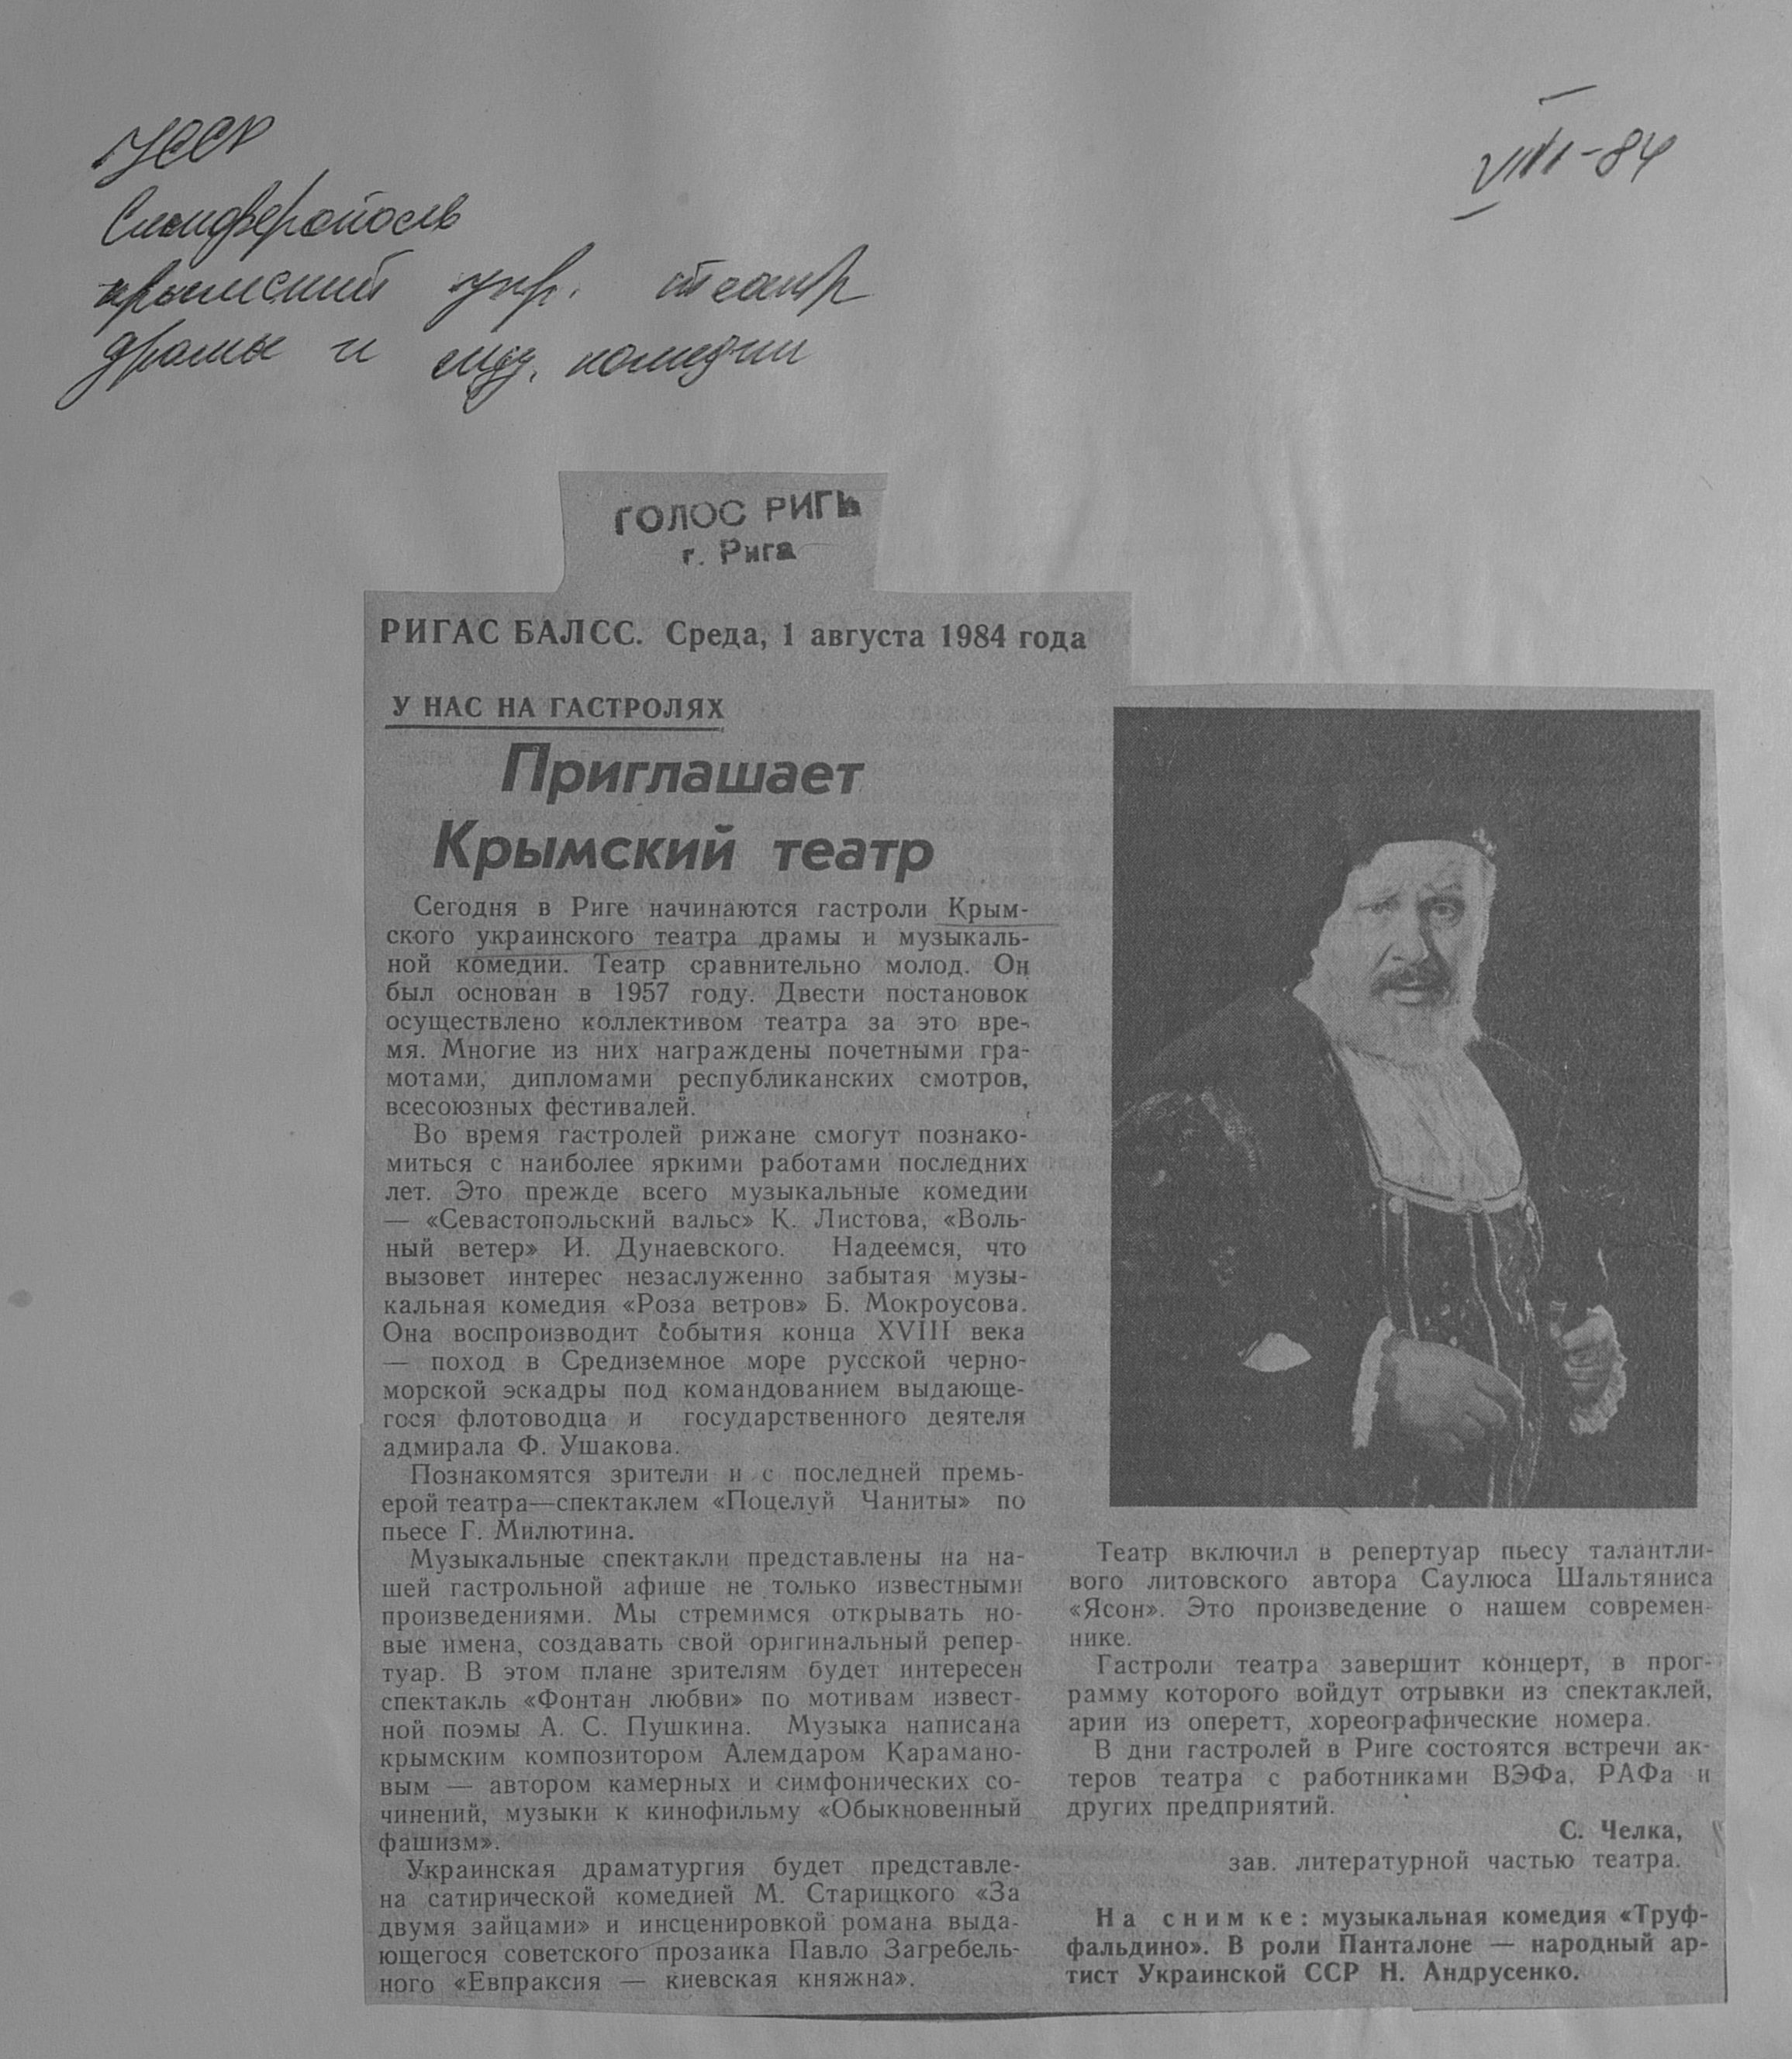 УССР
Симферополь
крымский укр. театр
драмы и муз. комедии
VIII-84
ГОЛОС РИГИ
г. Рига
РИГАС БАЛСС. Среда, 1 августа 1984 года
У НАС НА ГАСТРОЛЯХ
Приглашает
Крымский театр
Сегодня в Риге начинаются гастроли Крым-
ского украинского театра драмы и музыкаль-
ной комедии. Театр сравнительно молод. Он
был основан в 1957 году. Двести постановок
осуществлено коллективом театра за это вре-
мя. Многие из них награждены почетными гра-
мотами, дипломами республиканских смотров,
всесоюзных фестивалей.
Во время гастролей рижане смогут познако-
миться с наиболее яркими работами последних
лет. Это прежде всего музыкальные комедии
— «Севастопольский вальс» К. Листова, «Воль-
ный ветер» И. Дунаевского. Надеемся, что
вызовет интерес незаслуженно забытая музы-
кальная комедия «Роза ветров» Б. Мокроусова.
Она воспроизводит события конца XVIII века
— поход в Средиземное море русской черно-
морской эскадры под командованием выдающе-
гося флотоводца и государственного деятеля
адмирала Ф. Ушакова.
Познакомятся зрители и с последней премь-
ерой театра—спектаклем «Поцелуй Чаниты» по
пьесе Г. Милютина.
Музыкальные спектакли представлены на на-
шей гастрольной афише не только известными
произведениями. Мы стремимся открывать но-
вые имена, создавать свой оригинальный репер-
туар. В этом плане зрителям будет интересен
спектакль «Фонтан любви» по мотивам извест-
ной поэмы А. С. Пушкина. Музыка написана
крымским композитором Алемдаром Карамано-
вым — автором камерных и симфонических со-
чинений, музыки к кинофильму «Обыкновенный
фашизм».
Украинская драматургия будет представле-
на сатирической комедией М. Старицкого «За
двумя зайцами» и инсценировкой романа выда-
ющегося советского прозаика Павло Загребель-
ного «Евпраксия — киевская княжна».
Театр включил в репертуар пьесу талантли-
вого литовского автора Саулюса Шальтяниса
«Ясон». Это произведение о нашем современ-
нике.
Гастроли театра завершит концерт, в прог-
рамму которого войдут отрывки из спектаклей,
арии из оперетт, хореографические номера.
В дни гастролей в Риге состоятся встречи ак-
теров театра с работниками ВЭФа, РАФа и
других предприятий.
С. Челка,
зав. литературной частью театра.
На снимке: музыкальная комедия «Труф-
фальдино». В роли Панталоне — народный ар-
тист Украинской ССР Н. Андрусенко.